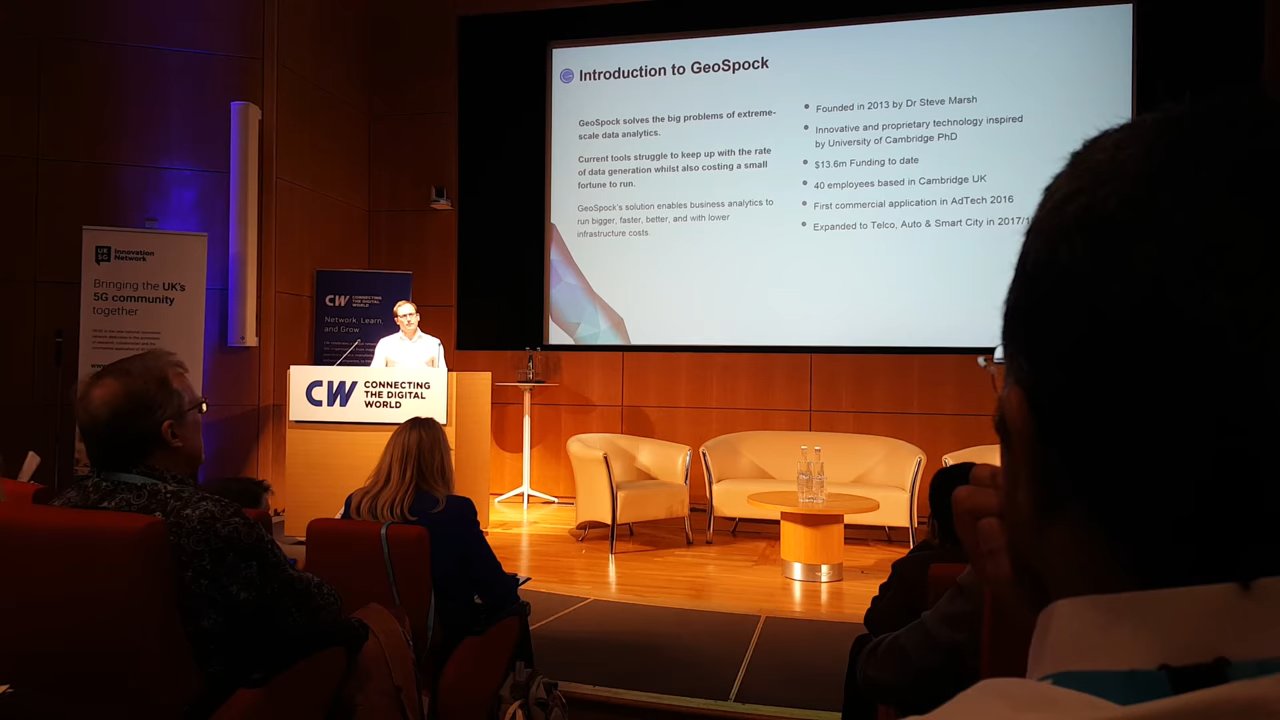 Introduction to GeoSpock
GeoSpock solves the big problems of extreme-
scale data analytics.
Current tools struggle to keep up with the rate
of data generation whilst also costing a small
fortune to run.
GeoSpock's solution enables business analytics to
run bigger, faster, better, and with lower
infrastructure costs
Founded in 2013 by Dr Steve Marsh
Innovative and proprietary technology inspired
by University of Cambridge PhD
$13.6m Funding to date
40 employees based in Cambridge UK
First commercial application in AdTech 2016
Expanded to Telco, Auto & Smart City in 2017/1
UK
5G
Innovation
Network
Bringing the UK's
5G community
together
CW
CONNECTING
THE DIGITAL
WORLD
Network, Learn,
and Grow
CW
CONNECTING
THE DIGITAL
WORLD